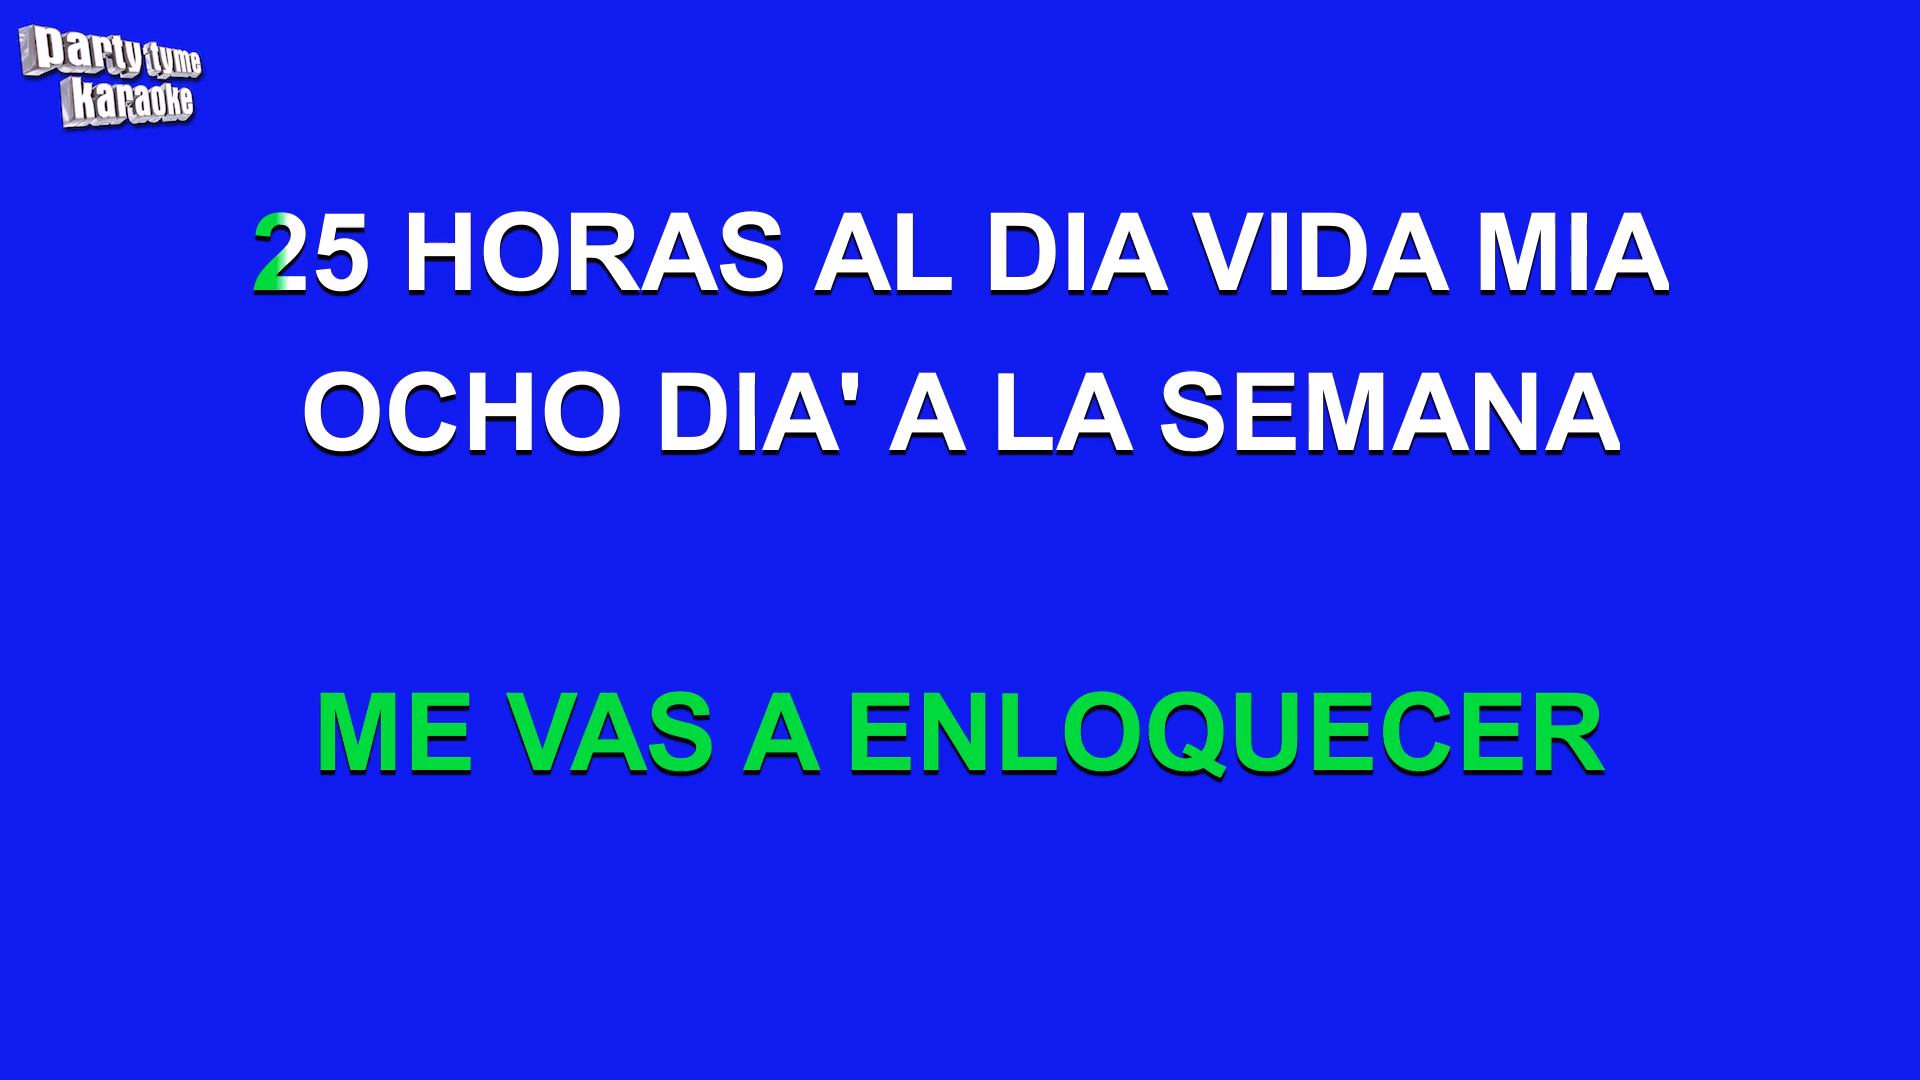 party tyme
karaoke
25 HORAS AL DIA VIDA MIA
OCHO DIA' A LA SEMANA
ME VAS A ENLOQUECER